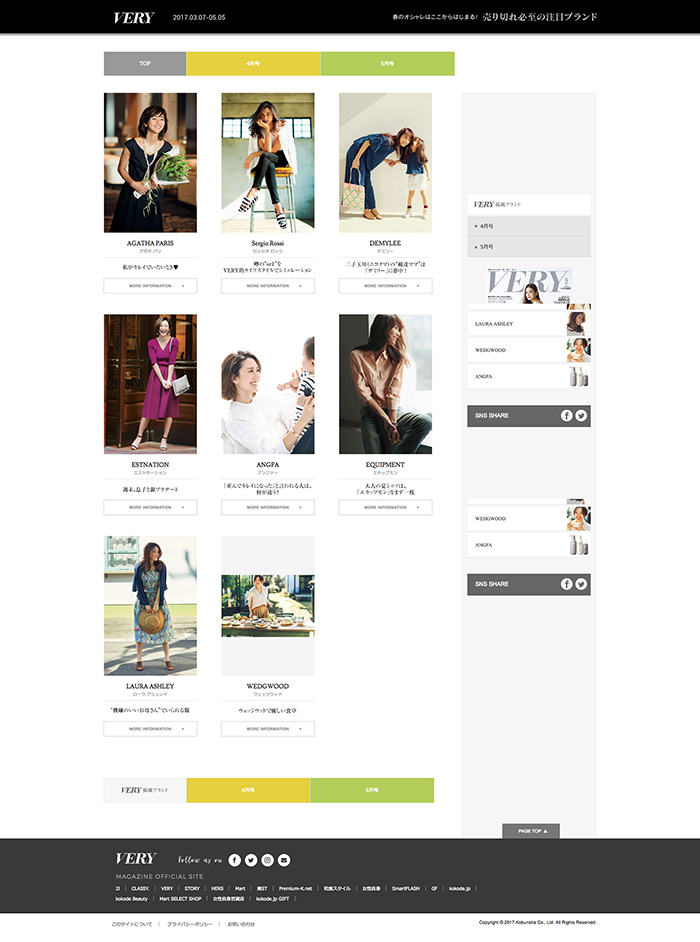 VERY
2017.03.07-05.05
春のオシャレはここからはじまる！ 売り切れ必至の注目ブランド
TOP
4月号
5月号
AGATHA PARIS
アガタ パリ
私がキレイでいたいとき♥
MORE INFORMATION
Sergio Rossi
セルジオ ロッシ
噂の"sr1"を
VERY的ライフスタイルでシミュレーション
MORE INFORMATION
DEMYLEE
デミリー
二子玉川(ニコタマ)の"縁違ママ"は
「デミリー」に夢中！
MORE INFORMATION
ESTNATION
エストネーション
週末、息子と銀ブラデート
MORE INFORMATION
ANGFA
アンファー
「産んでキレイになった」と言われる人は、
何が違う？
MORE INFORMATION
EQUIPMENT
エキップモン
大人の夏シャツは、
「エキップモン」をまず一枚
MORE INFORMATION
LAURA ASHLEY
ローラ アシュレイ
"機嫌のいいお母さん"でいられる服
MORE INFORMATION
WEDGWOOD
ウェッジウッド
ウェッジウッドで優しい食卓
MORE INFORMATION
VERY 掲載ブランド
4月号
5月号
VERY
LAURA ASHLEY
WEDGWOOD
ANGFA
SNS SHARE
WEDGWOOD
ANGFA
SNS SHARE
VERY 掲載ブランド
4月号
5月号
PAGE TOP
VERY
Follow us on
MAGAZINE OFFICIAL SITE
JJ CLASSY. VERY STORY HERS Mart 美ST Premium-K.net 和食スタイル 女性自身 SmartFLASH GF kokode.jp
kokode Beauty Mart SELECT SHOP 女性自身百貨店 kokode.jp GIFT
このサイトについて プライバシーポリシー お問い合わせ
Copyright © 2017 Kobunsha Co., Ltd. All Rights Reserved.